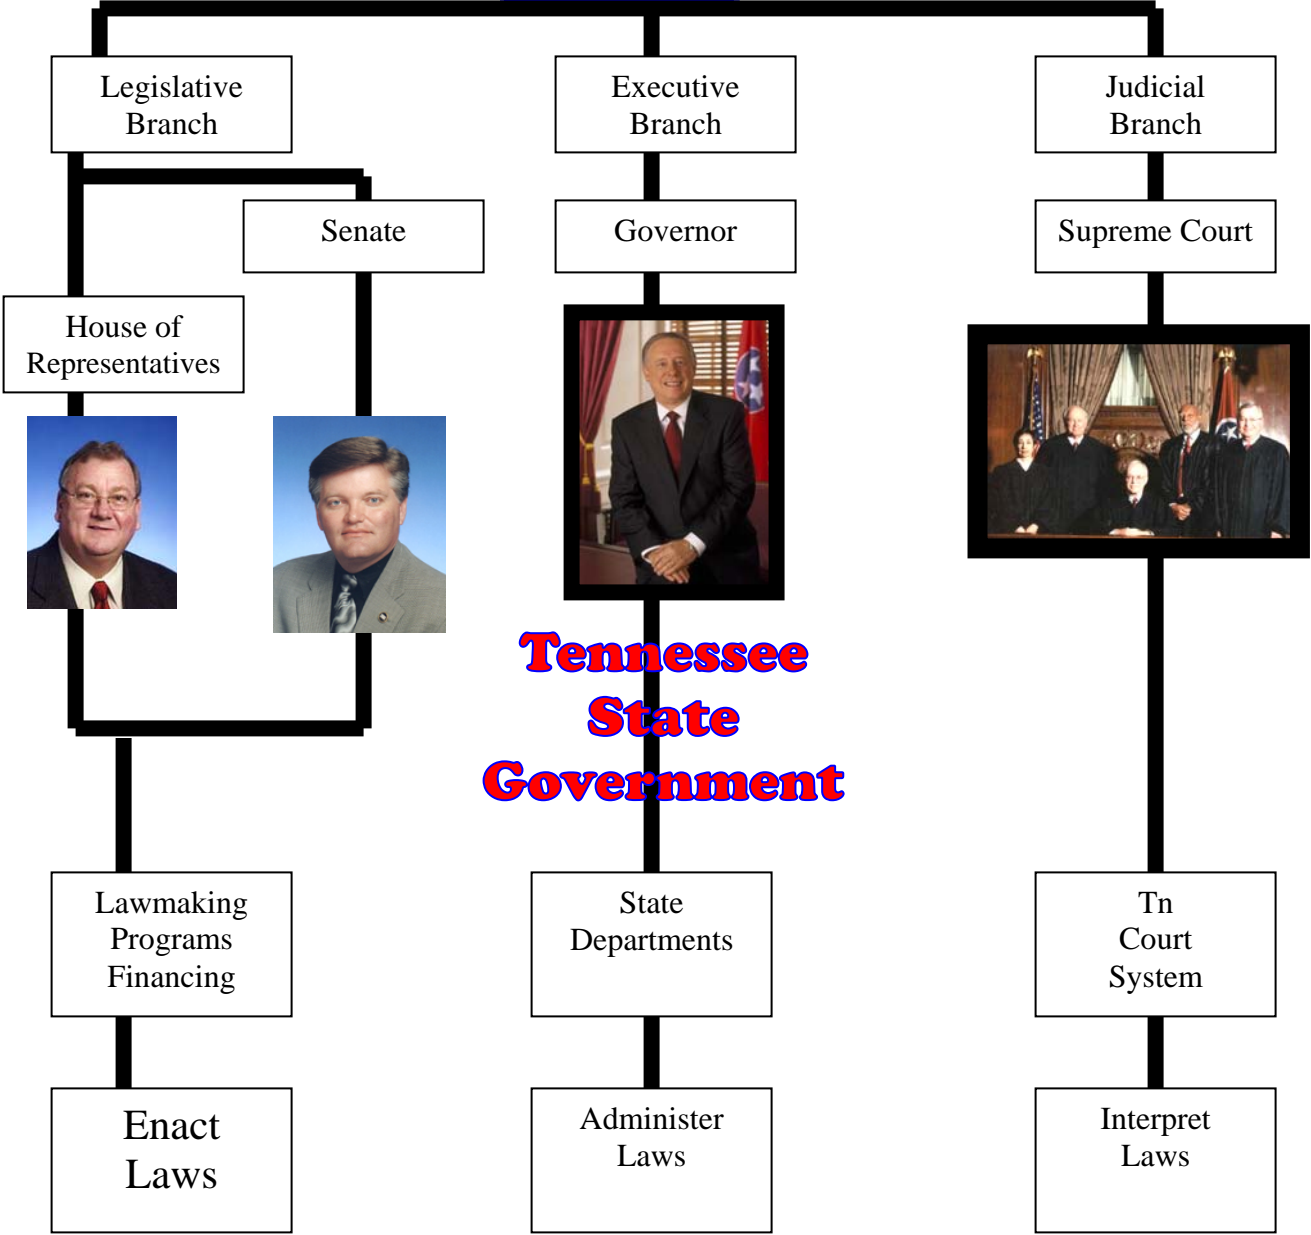 Legislative
Branch
Executive
Branch
Judicial
Branch
Senate
Governor
Supreme Court
House of
Representatives
Tennessee
State
Government
Lawmaking
Programs
Financing
State
Departments
Tn
Court
System
Enact
Laws
Administer
Laws
Interpret
Laws